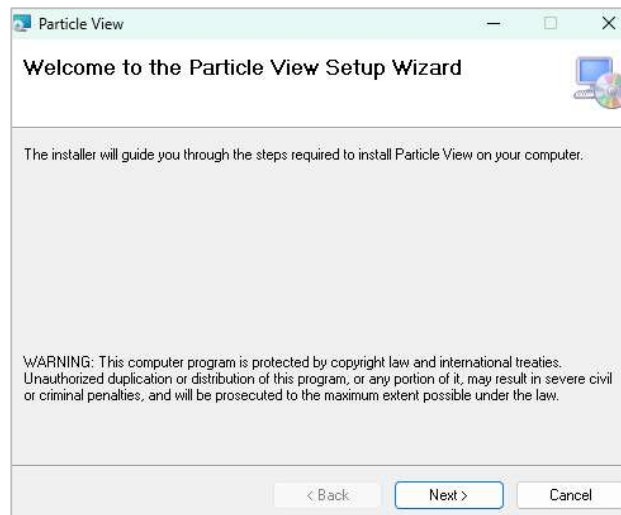 Particle View
Welcome to the Particle View Setup Wizard
The installer will guide you through the steps required to install Particle View on your computer.
WARNING: This computer program is protected by copyright law and international treaties.
Unauthorized duplication or distribution of this program, or any portion of it, may result in severe civil
or criminal penalties, and will be prosecuted to the maximum extent possible under the law.
< Back Next > Cancel